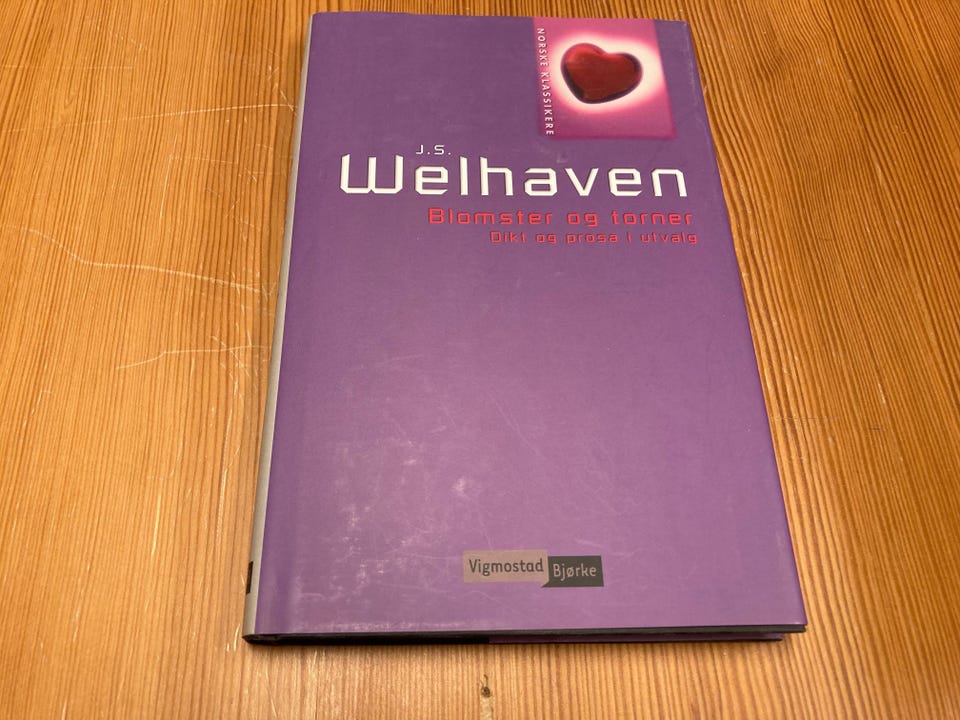 NORSKE KLASSIKERE
J.S.
Welhaven
Blomster og torner
Dikt og prosa i utvalg
Vigmostad
Bjørke